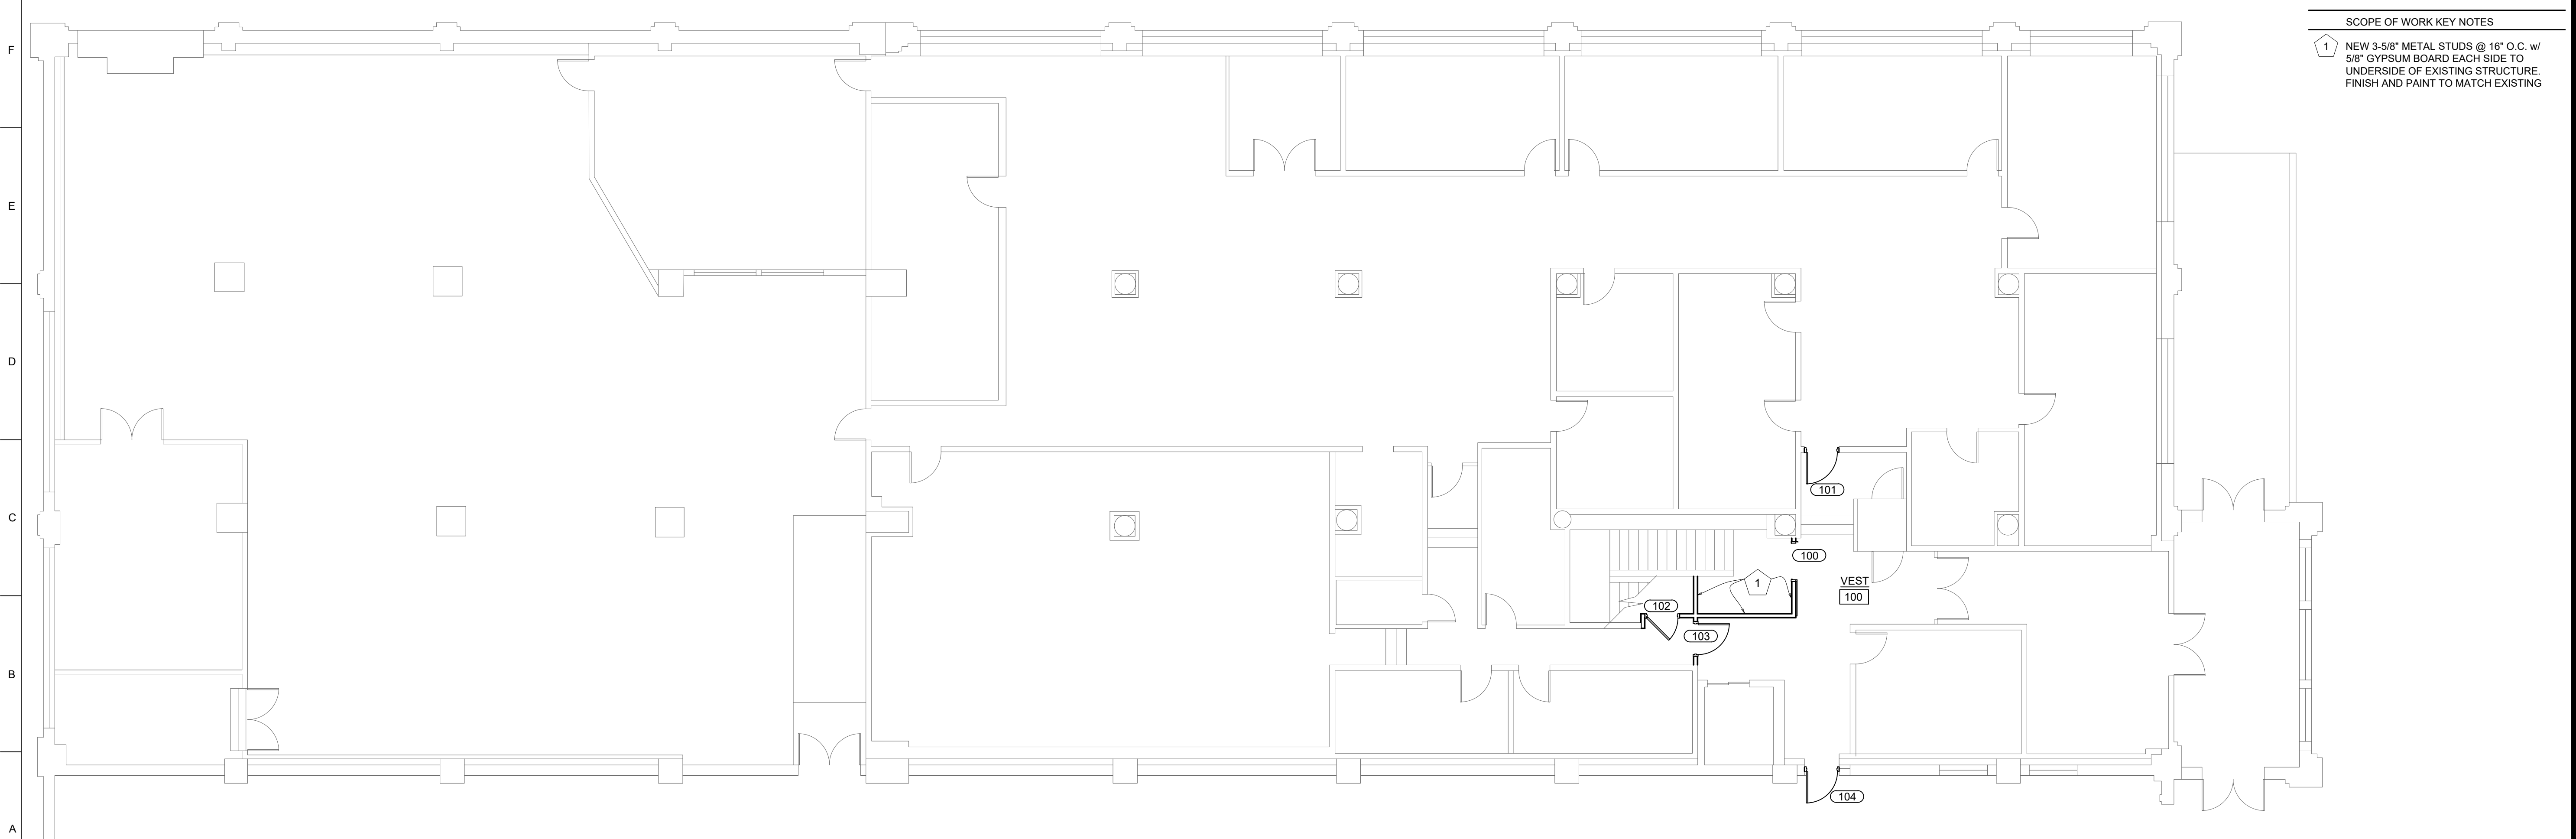 SCOPE OF WORK KEY NOTES
1
NEW 3-5/8" METAL STUDS @ 16" O.C. w/
5/8" GYPSUM BOARD EACH SIDE TO
UNDERSIDE OF EXISTING STRUCTURE.
FINISH AND PAINT TO MATCH EXISTING
F
E
D
C
B
A
101
100
1
VEST
100
102
103
104